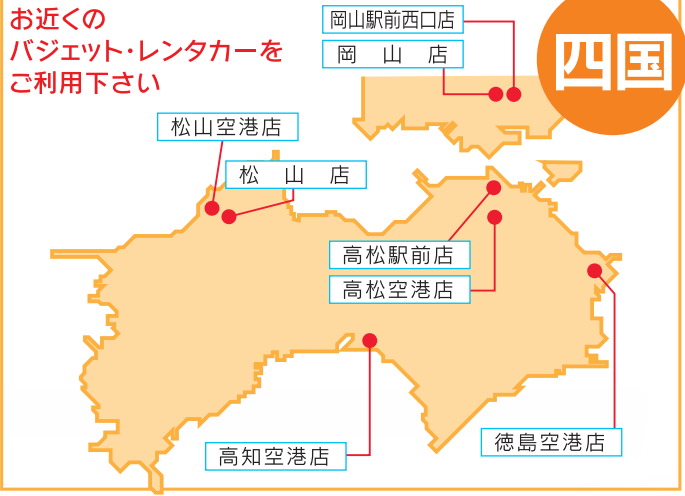 お近くの
バジェット・レンタカーを
ご利用下さい
四国
岡山駅前西口店
岡山店
松山空港店
松山店
高松駅前店
高松空港店
徳島空港店
高知空港店